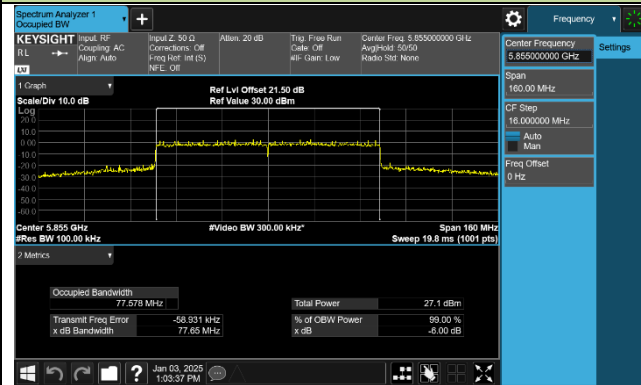 Spectrum Analyzer 1
Occupied BW
Frequency
KEYSIGHT
RL
Input: RF
Coupling: AC
Align: Auto
Input Z: 50 Ω
Corrections: Off
Freq Ref: Int (S)
NFE: Off
Atten: 20 dB
Trig: Free Run
Gate: Off
#IF Gain: Low
Center Freq: 5.855000000 GHz
Avg|Hold: 50/50
Radio Std: None
LXI
Center Frequency
5.855000000 GHz
Settings
Span
160.00 MHz
CF Step
16.000000 MHz
Auto
Man
Freq Offset
0 Hz
1 Graph
Scale/Div 10.0 dB
Ref Lvl Offset 21.50 dB
Ref Value 30.00 dBm
Log
20.0
10.0
0.00
-10.0
-20.0
-30.0
-40.0
-50.0
-60.0
Center 5.855 GHz
#Video BW 300.00 kHz*
Span 160 MHz
#Res BW 100.00 kHz
Sweep 19.8 ms (1001 pts)
2 Metrics
Occupied Bandwidth
77.578 MHz
Total Power
27.1 dBm
Transmit Freq Error
-58.931 kHz
% of OBW Power
99.00 %
x dB Bandwidth
77.65 MHz
x dB
-6.00 dB
?
Jan 03, 2025
1:03:37 PM